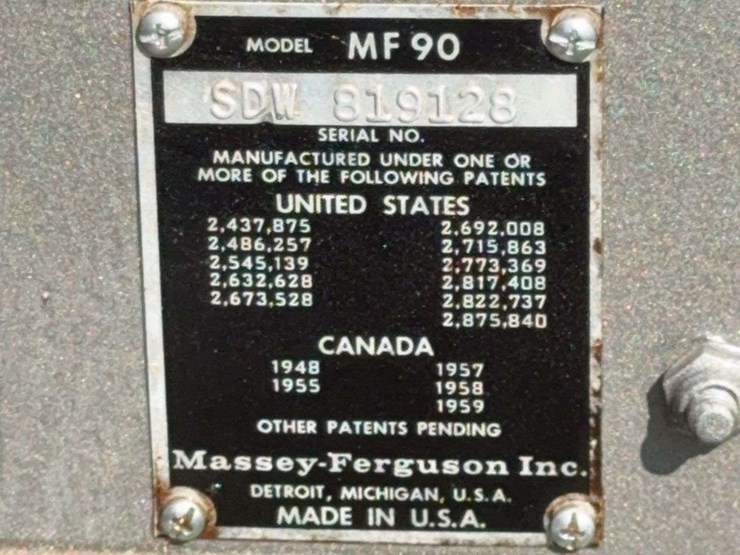 MODEL MF 90
SDW 819128
SERIAL NO.
MANUFACTURED UNDER ONE OR
MORE OF THE FOLLOWING PATENTS
UNITED STATES
2,437,875 2,692,008
2,486,257 2,715,863
2,545,139 2,773,369
2,632,628 2,817,408
2,673,528 2,822,737
2,875,840
CANADA
1948 1957
1955 1958
1959
OTHER PATENTS PENDING
Massey-Ferguson Inc.
DETROIT, MICHIGAN, U.S.A.
MADE IN U.S.A.